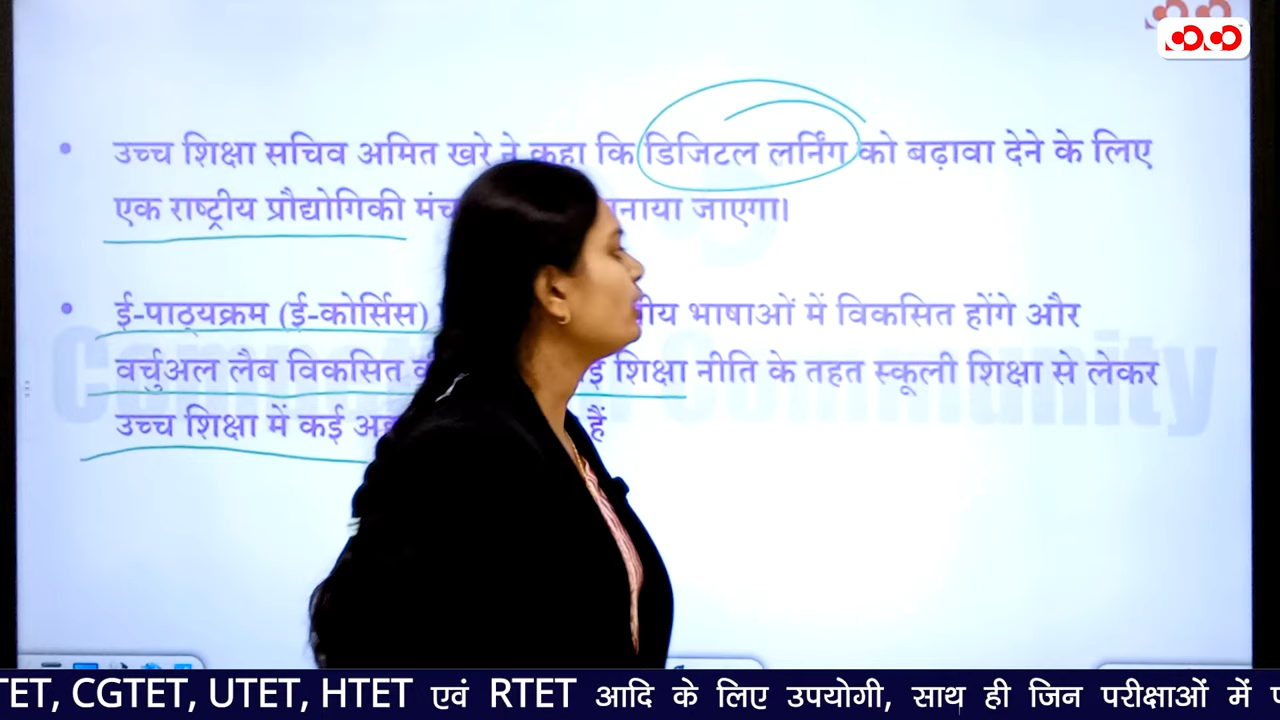 उच्च शिक्षा सचिव अमित खरे ने कहा कि डिजिटल लर्निंग को बढ़ावा देने के लिए
एक राष्ट्रीय प्रौद्योगिकी जाएगा।
ई-पाठ्यक्रम (ई-कोर्सिस) भाषाओं में विकसित होंगे और
वर्चुअल लैब विकसित शिक्षा नीति के तहत स्कूली शिक्षा से लेकर
उच्च शिक्षा में कई हैं
Community
TET, CGTET, UTET, HTET एवं RTET आदि के लिए उपयोगी, साथ ही जिन परीक्षाओं में